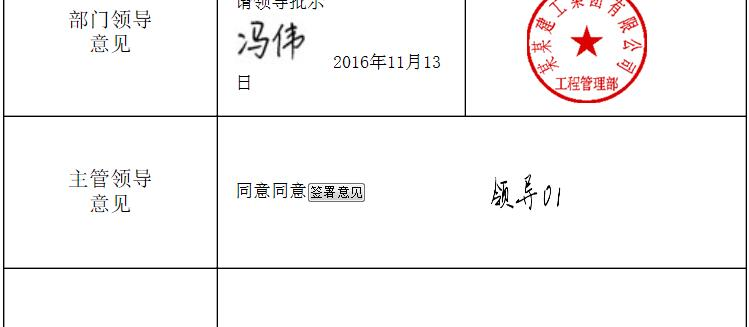 请领导批示
部门领导
意见
冯伟
2016年11月13
日
某某建工集团有限公司
工程管理部
主管领导
意见
同意同意 签署意见
领导01